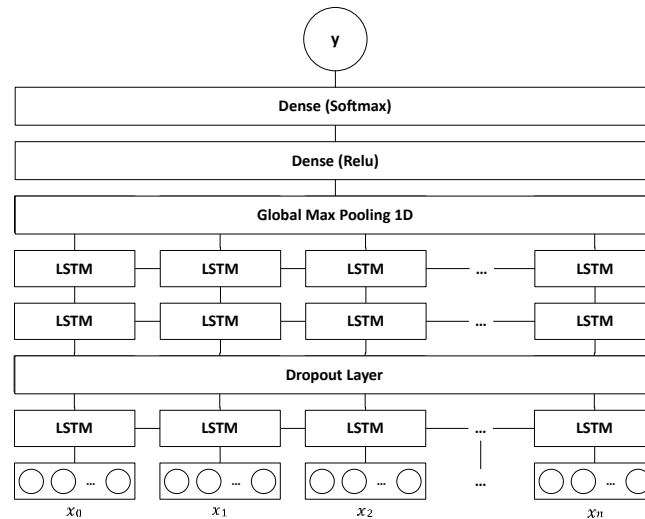 y
Dense (Softmax)
Dense (Relu)
Global Max Pooling 1D
LSTM LSTM LSTM ... LSTM
LSTM LSTM LSTM ... LSTM
Dropout Layer
LSTM LSTM LSTM ... LSTM
... ... ... ... ...
x₀ x₁ x₂ xₙ